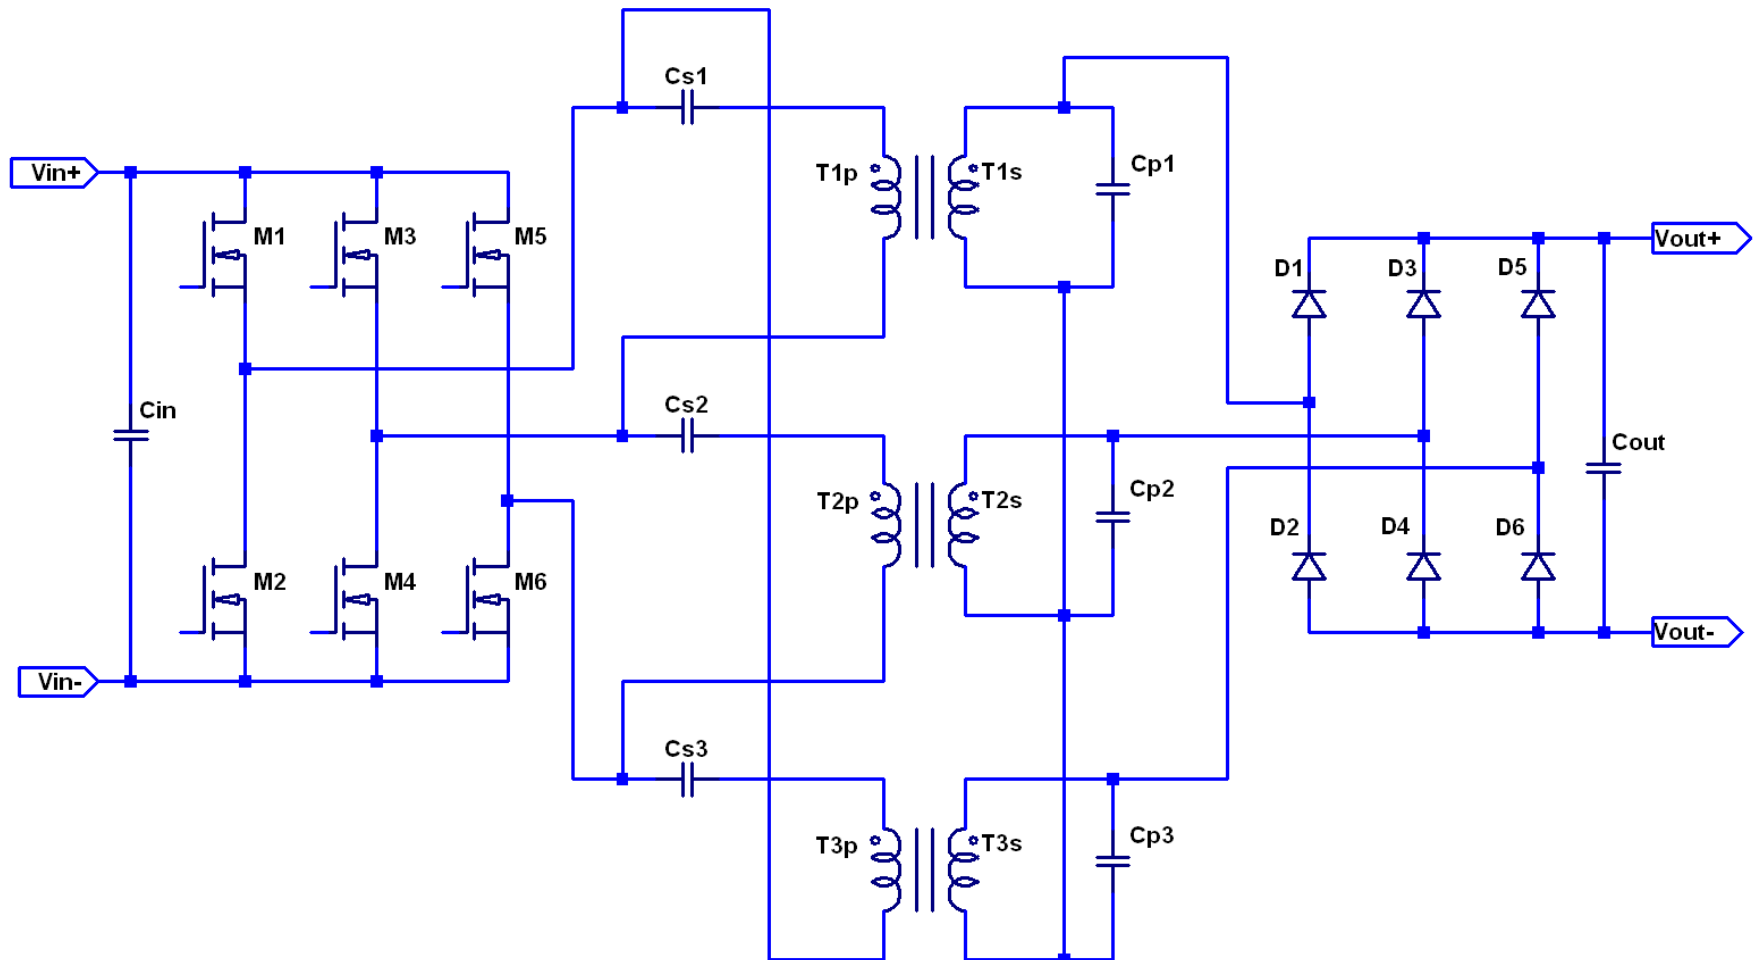 Cs1
Vin+
M1
M3
M5
T1p
T1s
Cp1
Vout+
D1
D3
D5
Cin
Cs2
Cout
T2p
T2s
Cp2
D2
D4
D6
M2
M4
M6
Vout-
Vin-
Cs3
T3p
T3s
Cp3